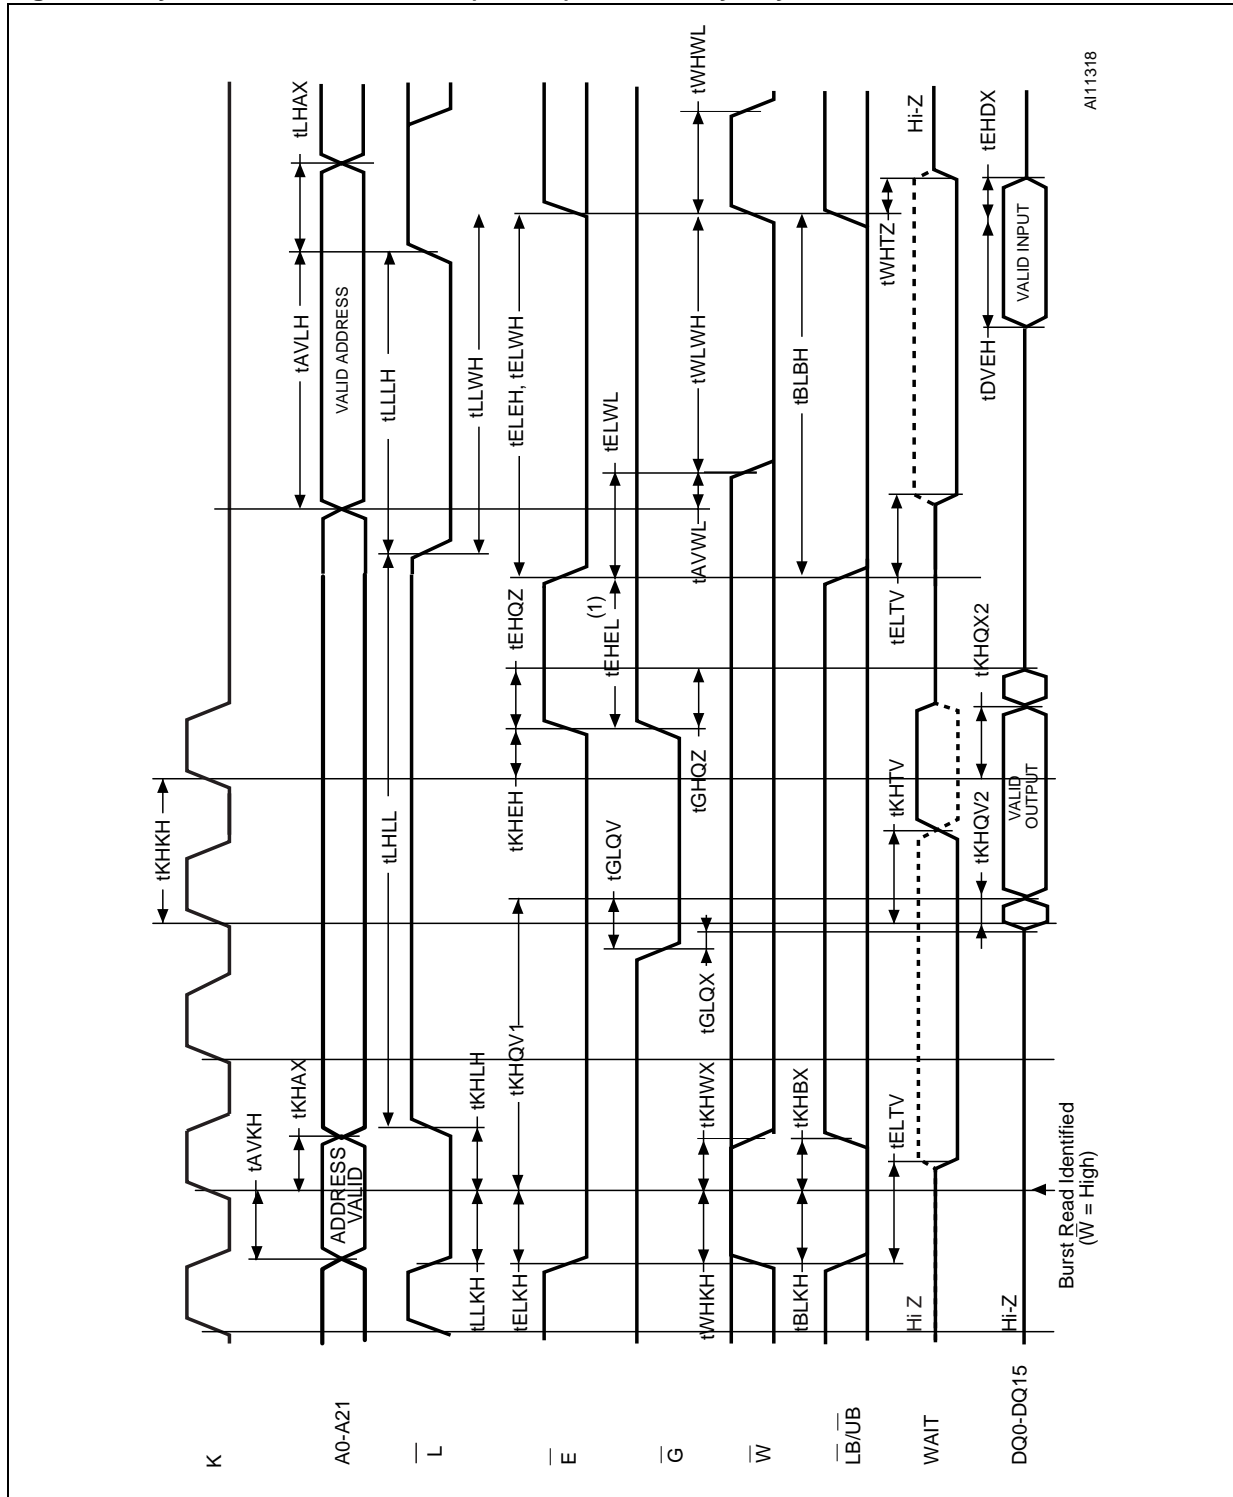 K
tKHKH
A0-A21
tAVKH
tKHAX
ADDRESS
VALID
tAVLH
VALID ADDRESS
tLHAX
L
tLHLL
tLLLH
tLLKH
tKHLH
tLLWH
E
tELKH
tKHQV1
tKHEH
tEHQZ
tELEH, tELWH
G
tGLQV
tEHEL
(1)
tELWL
W
tWHKH
tKHWX
tGLQX
tGHQZ
tAVWL
tWLWH
tWHWL
LB/UB
tBLKH
tKHBX
tBLBH
WAIT
Hi Z
tELTV
tKHTV
tELTV
tWHTZ
Hi-Z
DQ0-DQ15
Hi-Z
tKHQV2
VALID
OUTPUT
tKHQX2
tDVEH
VALID INPUT
tEHDX
Burst Read Identified
(W = High)
AI11318